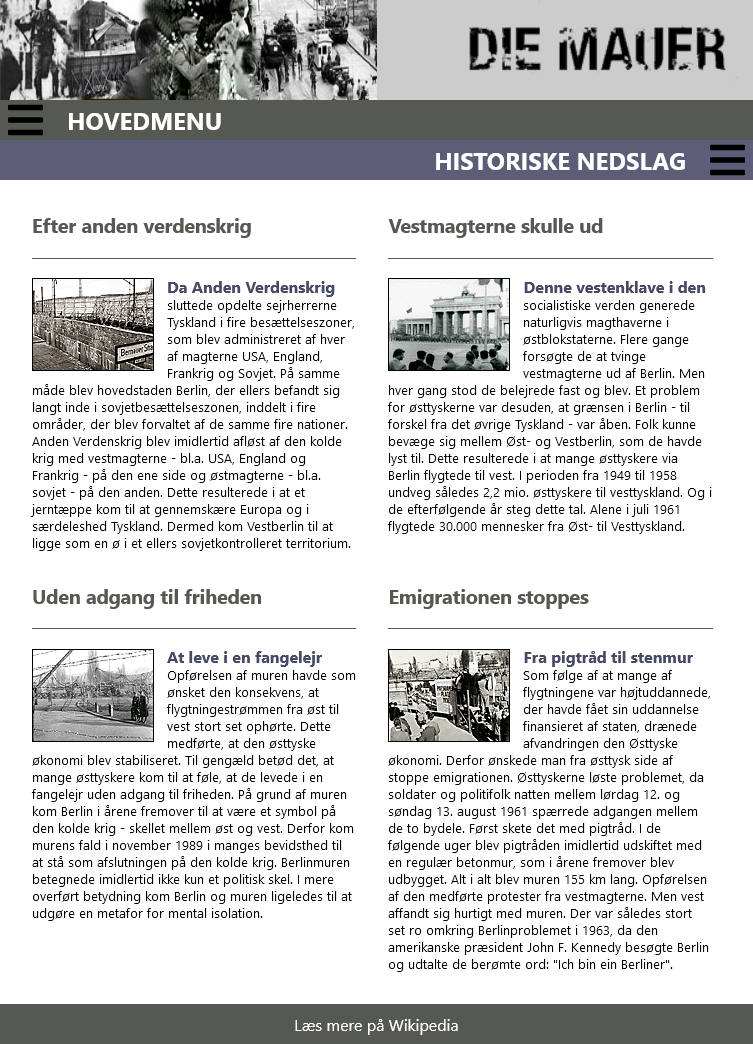 DIE MAUER
HOVEDMENU
HISTORISKE NEDSLAG
Efter anden verdenskrig
Bernauer Stra
Da Anden Verdenskrig
sluttede opdelte sejrherrerne
Tyskland i fire besættelseszoner,
som blev administreret af hver
af magterne USA, England,
Frankrig og Sovjet. På samme
måde blev hovedstaden Berlin, der ellers befandt sig
langt inde i sovjetbesættelseszonen, inddelt i fire
områder, der blev forvaltet af de samme fire nationer.
Anden Verdenskrig blev imidlertid afløst af den kolde
krig med vestmagterne - bl.a. USA, England og
Frankrig - på den ene side og østmagterne - bl.a.
sovjet - på den anden. Dette resulterede i at et
jerntæppe kom til at gennemskære Europa og i
særdeleshed Tyskland. Dermed kom Vestberlin til at
ligge som en ø i et ellers sovjetkontrolleret territorium.
Vestmagterne skulle ud
Denne vestenklave i den
socialistiske verden generede
naturligvis magthaverne i
østblokstaterne. Flere gange
forsøgte de at tvinge
vestmagterne ud af Berlin. Men
hver gang stod de belejrede fast og blev. Et problem
for østtyskerne var desuden, at grænsen i Berlin - til
forskel fra det øvrige Tyskland - var åben. Folk kunne
bevæge sig mellem Øst- og Vestberlin, som de havde
lyst til. Dette resulterede i at mange østtyskere via
Berlin flygtede til vest. I perioden fra 1949 til 1958
undveg således 2,2 mio. østtyskere til vesttyskland. Og i
de efterfølgende år steg dette tal. Alene i juli 1961
flygtede 30.000 mennesker fra Øst- til Vesttyskland.
Uden adgang til friheden
At leve i en fangelejr
Opførelsen af muren havde som
ønsket den konsekvens, at
flygtningestrømmen fra øst til
vest stort set ophørte. Dette
medførte, at den østtyske
økonomi blev stabiliseret. Til gengæld betød det, at
mange østtyskere kom til at føle, at de levede i en
fangelejr uden adgang til friheden. På grund af muren
kom Berlin i årene fremover til at være et symbol på
den kolde krig - skellet mellem øst og vest. Derfor kom
murens fald i november 1989 i manges bevidsthed til
at stå som afslutningen på den kolde krig. Berlinmuren
betegnede imidlertid ikke kun et politisk skel. I mere
overført betydning kom Berlin og muren ligeledes til at
udgøre en metafor for mental isolation.
Emigrationen stoppes
Fra pigtråd til stenmur
Som følge af at mange af
flygtningene var højtuddannede,
der havde fået sin uddannelse
finansieret af staten, drænede
afvandringen den Østtyske
økonomi. Derfor ønskede man fra østtysk side af
stoppe emigrationen. Østtyskerne løste problemet, da
soldater og politifolk natten mellem lørdag 12. og
søndag 13. august 1961 spærrede adgangen mellem
de to bydele. Først skete det med pigtråd. I de
følgende uger blev pigtråden imidlertid udskiftet med
en regulær betonmur, som i årene fremover blev
udbygget. Alt i alt blev muren 155 km lang. Opførelsen
af den medførte protester fra vestmagterne. Men vest
affandt sig hurtigt med muren. Der var således stort
set ro omkring Berlinproblemet i 1963, da den
amerikanske præsident John F. Kennedy besøgte Berlin
og udtalte de berømte ord: "Ich bin ein Berliner".
Læs mere på Wikipedia